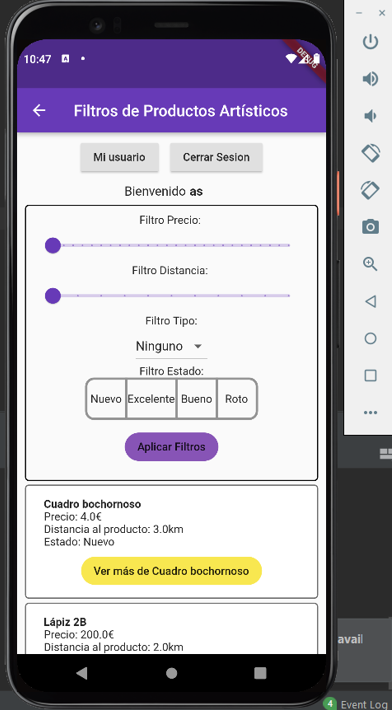 10:47
DEBUG
Filtros de Productos Artísticos
Mi usuario
Cerrar Sesion
Bienvenido as
Filtro Precio:
Filtro Distancia:
Filtro Tipo:
Ninguno
Filtro Estado:
Nuevo Excelente Bueno Roto
Aplicar Filtros
Cuadro bochornoso
Precio: 4.0€
Distancia al producto: 3.0km
Estado: Nuevo
Ver más de Cuadro bochornoso
Lápiz 2B
Precio: 200.0€
Distancia al producto: 2.0km
avail
4 Event Log